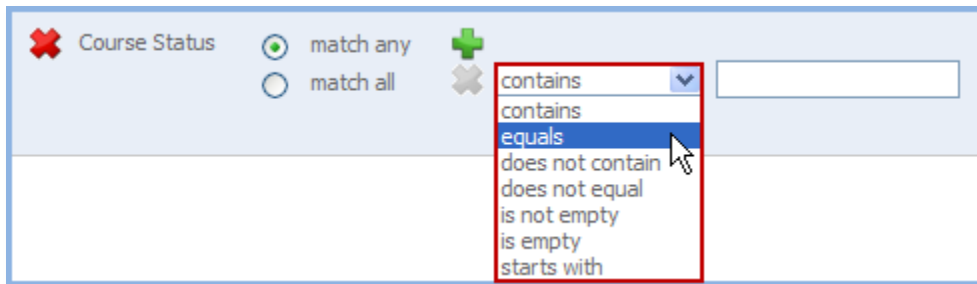 Course Status
match any
match all
contains
contains
equals
does not contain
does not equal
is not empty
is empty
starts with